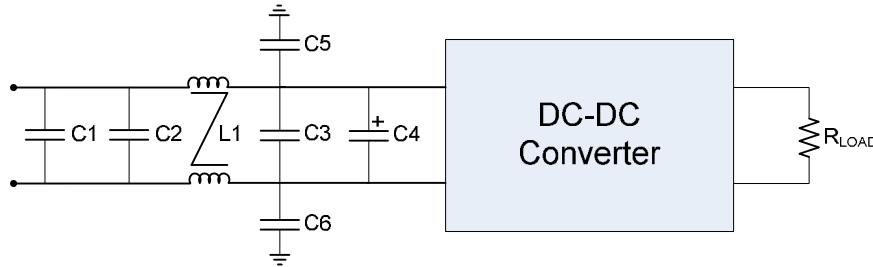 C5
C1
C2
L1
C3
+
C4
DC-DC
Converter
RLOAD
C6